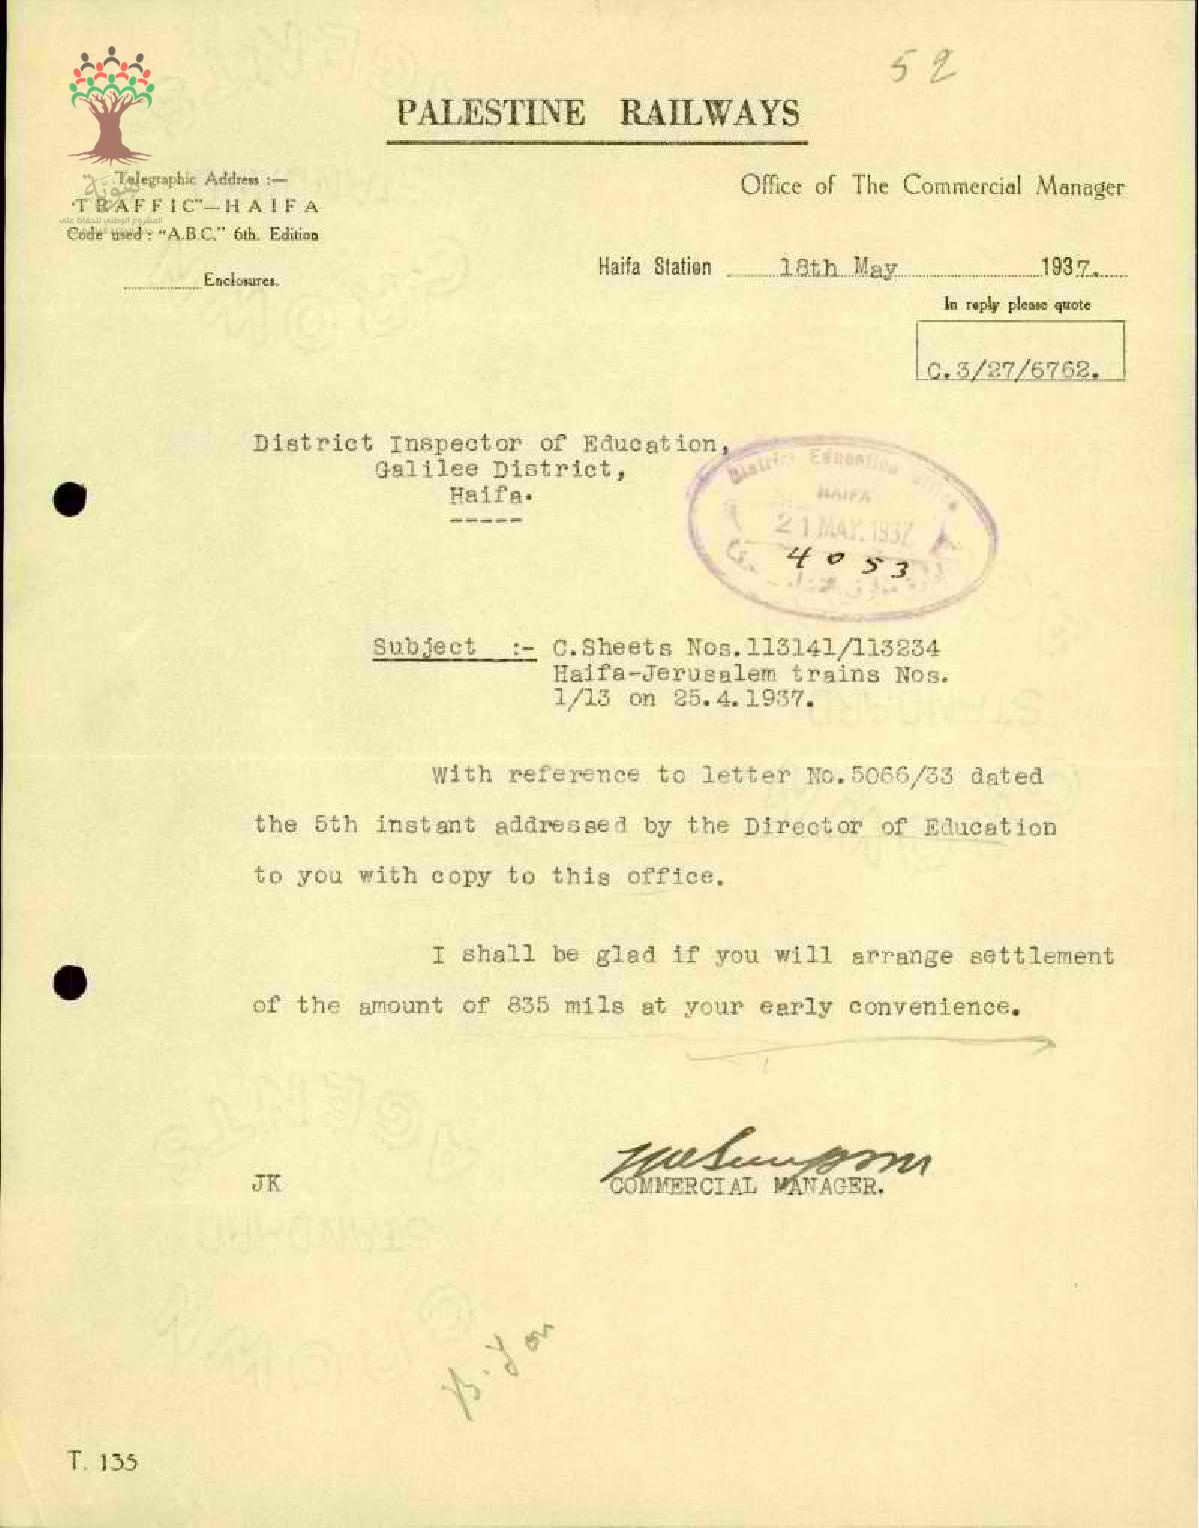 52
PALESTINE RAILWAYS
Telegraphic Address :—
"TRAFFIC"—HAIFA
Code used : "A.B.C." 6th. Edition
Enclosures.
Office of The Commercial Manager
Haifa Station 18th May 1937.
In reply please quote
C.3/27/6762.
District Inspector of Education,
Galilee District,
Haifa.
-----
District Education Office
HAIFA
21 MAY.1937
4053
Subject :- C.Sheets Nos.113141/113234
Haifa-Jerusalem trains Nos.
1/13 on 25.4.1937.
With reference to letter No.5066/33 dated
the 5th instant addressed by the Director of Education
to you with copy to this office.
I shall be glad if you will arrange settlement
of the amount of 835 mils at your early convenience.
JK
COMMERCIAL MANAGER.
T. 135